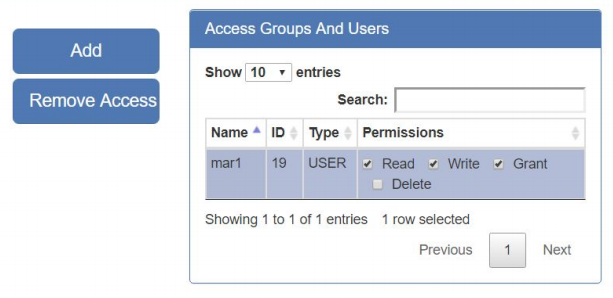 Add
Remove Access
Access Groups And Users
Show 10 entries
Search:
Name ID Type Permissions
mar1 19 USER Read Write Grant
Delete
Showing 1 to 1 of 1 entries 1 row selected
Previous 1 Next